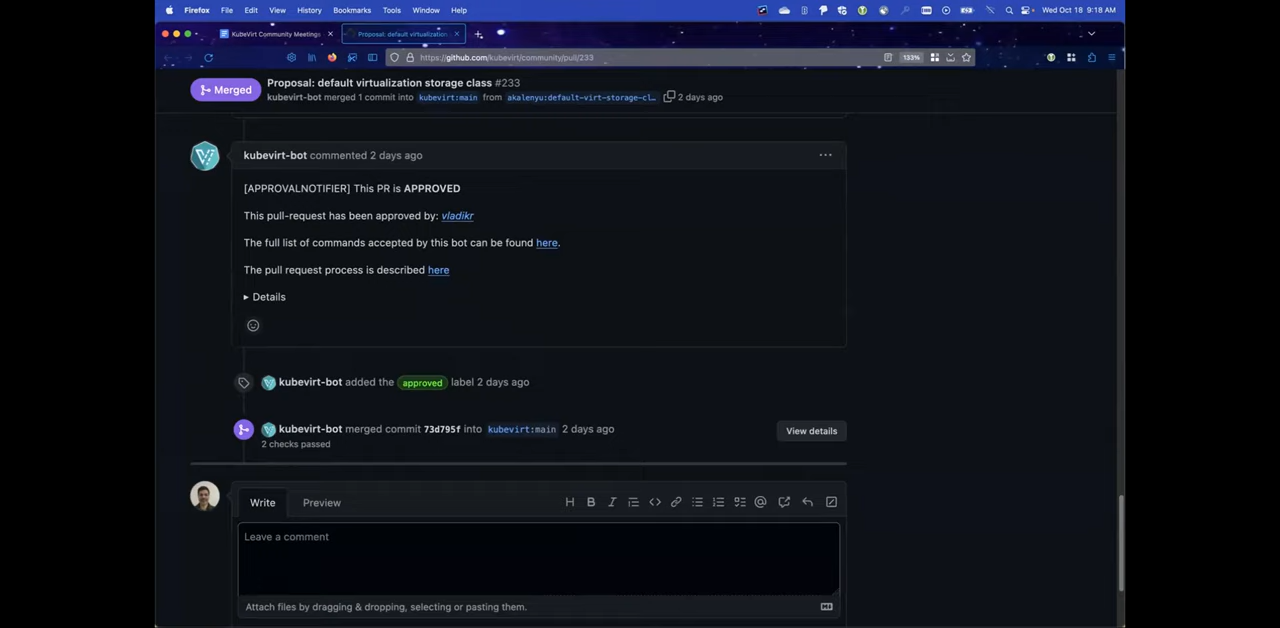 Firefox File Edit View History Bookmarks Tools Window Help
Wed Oct 18 9:18 AM
KubeVirt Community Meetings
Proposal: default virtualization
https://github.com/kubevirt/community/pull/233
133%
Merged
Proposal: default virtualization storage class #233
kubevirt-bot merged 1 commit into kubevirt:main from akalenyu:default-virt-storage-cl… 2 days ago
kubevirt-bot commented 2 days ago
[APPROVALNOTIFIER] This PR is APPROVED
This pull-request has been approved by: vladikr
The full list of commands accepted by this bot can be found here.
The pull request process is described here
Details
kubevirt-bot added the approved label 2 days ago
kubevirt-bot merged commit 73d795f into kubevirt:main 2 days ago
2 checks passed
View details
Write Preview
Leave a comment
Attach files by dragging & dropping, selecting or pasting them.